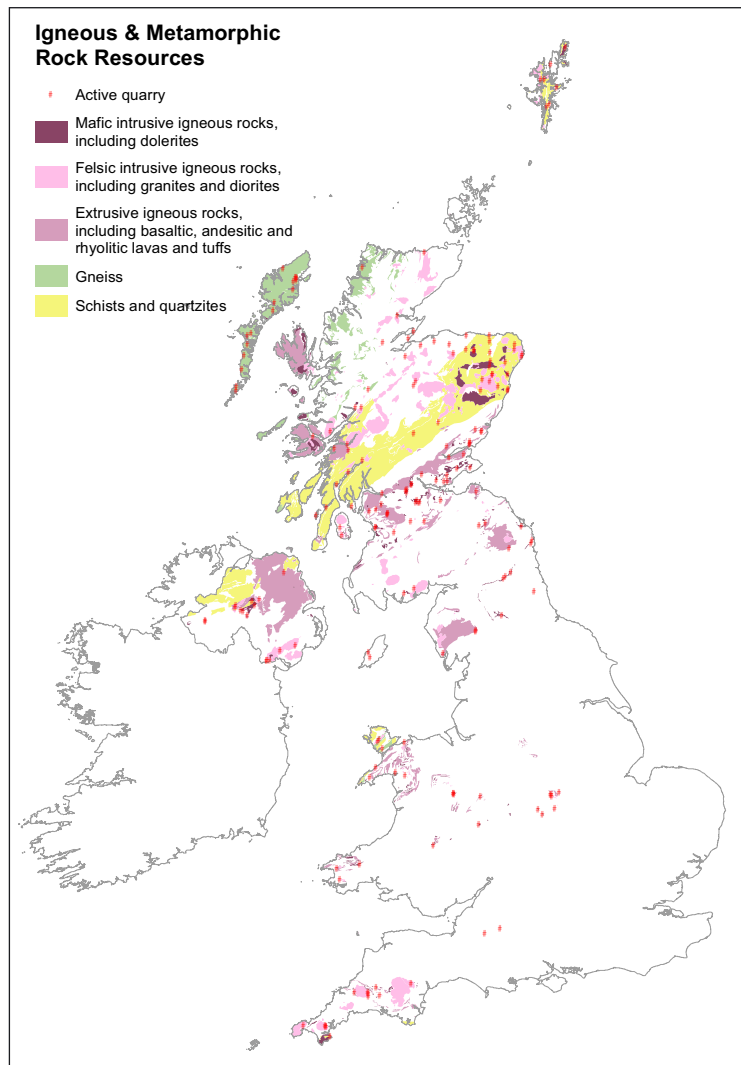 Igneous & Metamorphic
Rock Resources
Active quarry
Mafic intrusive igneous rocks,
including dolerites
Felsic intrusive igneous rocks,
including granites and diorites
Extrusive igneous rocks,
including basaltic, andesitic and
rhyolitic lavas and tuffs
Gneiss
Schists and quartzites